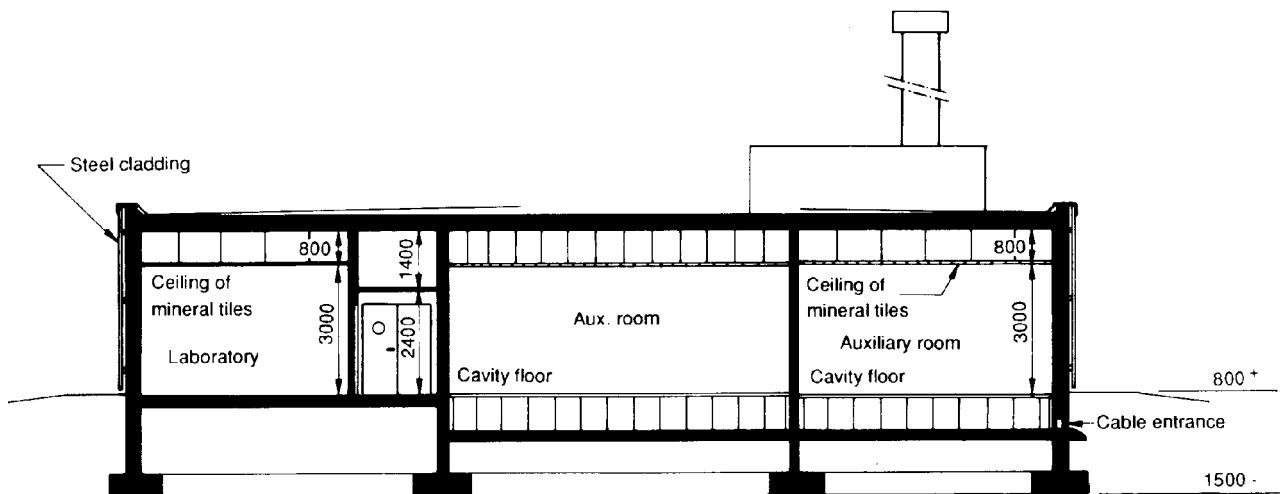 Steel cladding
800
1400
800
Ceiling of
mineral tiles
3000
Laboratory
2400
Aux. room
Cavity floor
Ceiling of
mineral tiles
3000
Auxiliary room
Cavity floor
800 +
Cable entrance
1500 -